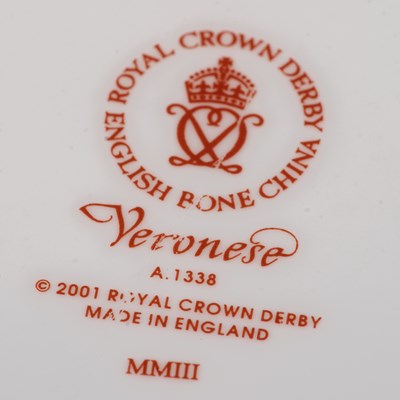 ROYAL CROWN DERBY
ENGLISH BONE CHINA
Veronese
A.1338
© 2001 ROYAL CROWN DERBY
MADE IN ENGLAND
MMIII